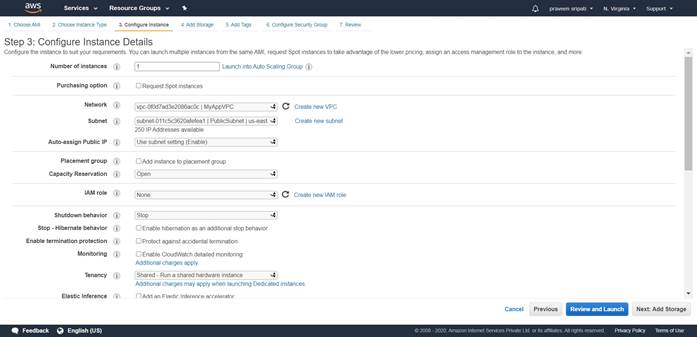 aws
Services
Resource Groups
praveen sripati
N. Virginia
Support
1. Choose AMI
2. Choose Instance Type
3. Configure Instance
4. Add Storage
5. Add Tags
6. Configure Security Group
7. Review
Step 3: Configure Instance Details
Configure the instance to suit your requirements. You can launch multiple instances from the same AMI, request Spot instances to take advantage of the lower pricing, assign an access management role to the instance, and more.
Number of instances
1
Launch into Auto Scaling Group
Purchasing option
Request Spot instances
Network
vpc-0f0d7ad3e2086ac0c | MyAppVPC
Create new VPC
Subnet
subnet-011c5c3620afefea1 | PublicSubnet | us-east
Create new subnet
250 IP Addresses available
Auto-assign Public IP
Use subnet setting (Enable)
Placement group
Add instance to placement group
Capacity Reservation
Open
IAM role
None
Create new IAM role
Shutdown behavior
Stop
Stop - Hibernate behavior
Enable hibernation as an additional stop behavior
Enable termination protection
Protect against accidental termination
Monitoring
Enable CloudWatch detailed monitoring
Additional charges apply.
Tenancy
Shared - Run a shared hardware instance
Additional charges may apply when launching Dedicated instances.
Elastic Inference
Add an Elastic Inference accelerator
Cancel
Previous
Review and Launch
Next: Add Storage
Feedback
English (US)
© 2008 - 2020, Amazon Internet Services Private Ltd. or its affiliates. All rights reserved.
Privacy Policy
Terms of Use